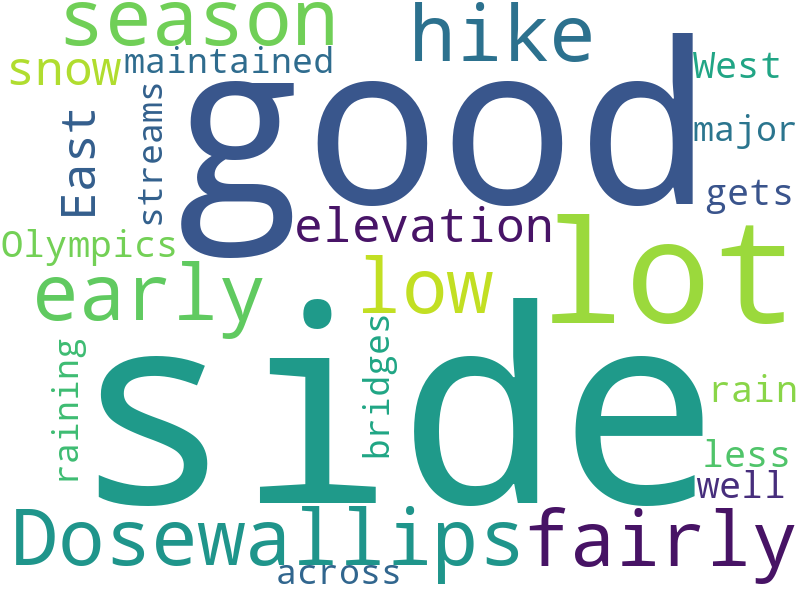 season
hike
snow
maintained
West
good
East
streams
major
gets
Olympics
elevation
lot
early
low
side
raining
bridges
rain
less
well
Dosewallips
fairly
across